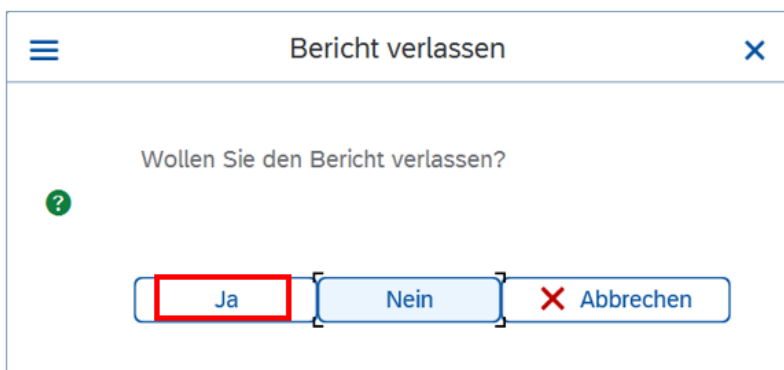 Bericht verlassen
Wollen Sie den Bericht verlassen?
Ja
Nein
Abbrechen